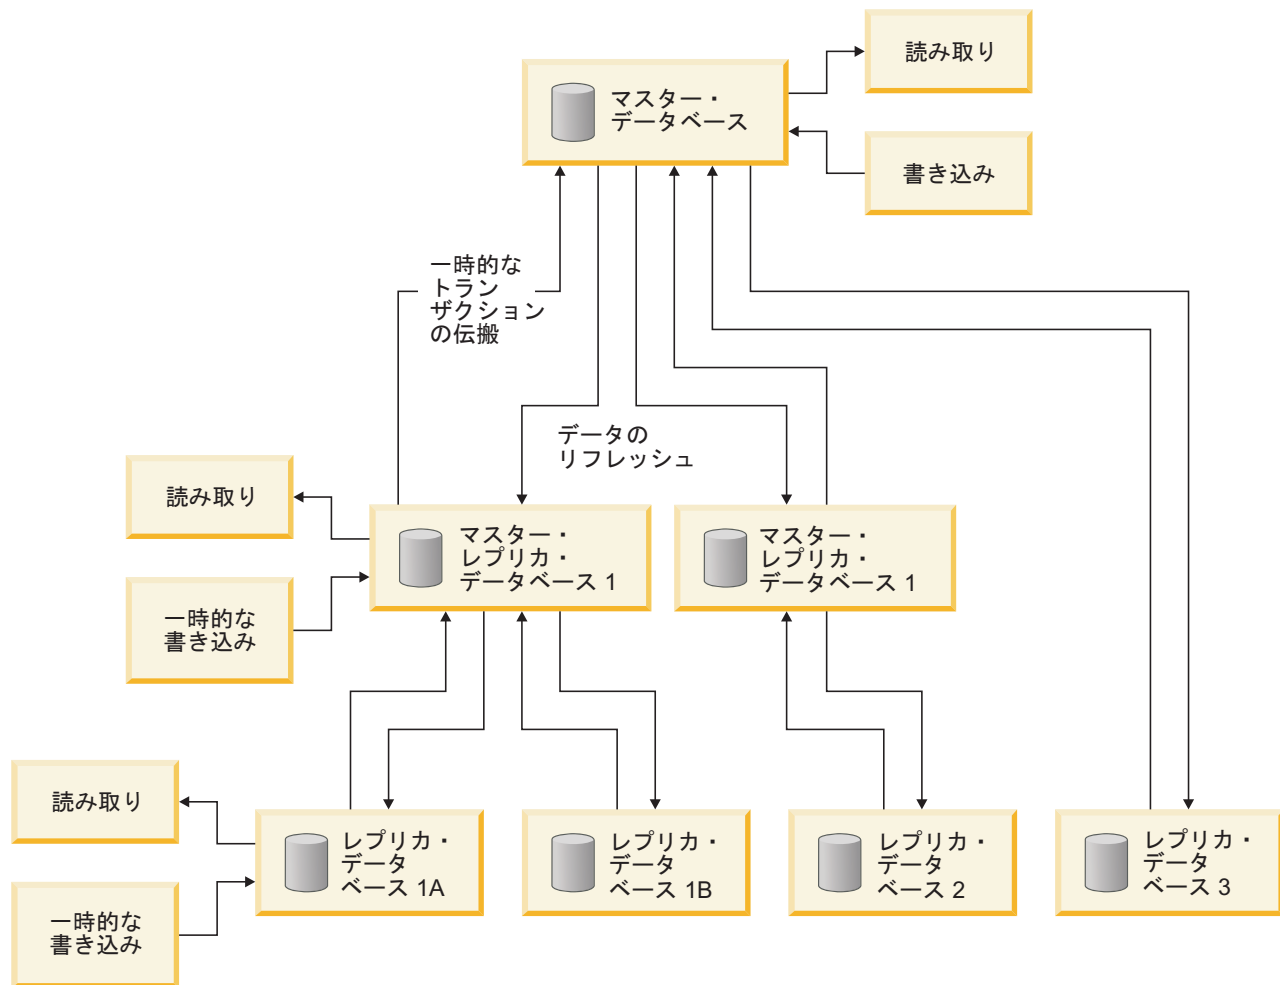 読み取り
マスター・
データベース
書き込み
一時的な
トラン
ザクション
の伝搬
データの
リフレッシュ
読み取り
マスター・
レプリカ・
データベース 1
マスター・
レプリカ・
データベース 1
一時的な
書き込み
読み取り
レプリカ・
データ
ベース 1A
レプリカ・
データ
ベース 1B
レプリカ・
データ
ベース 2
レプリカ・
データ
ベース 3
一時的な
書き込み